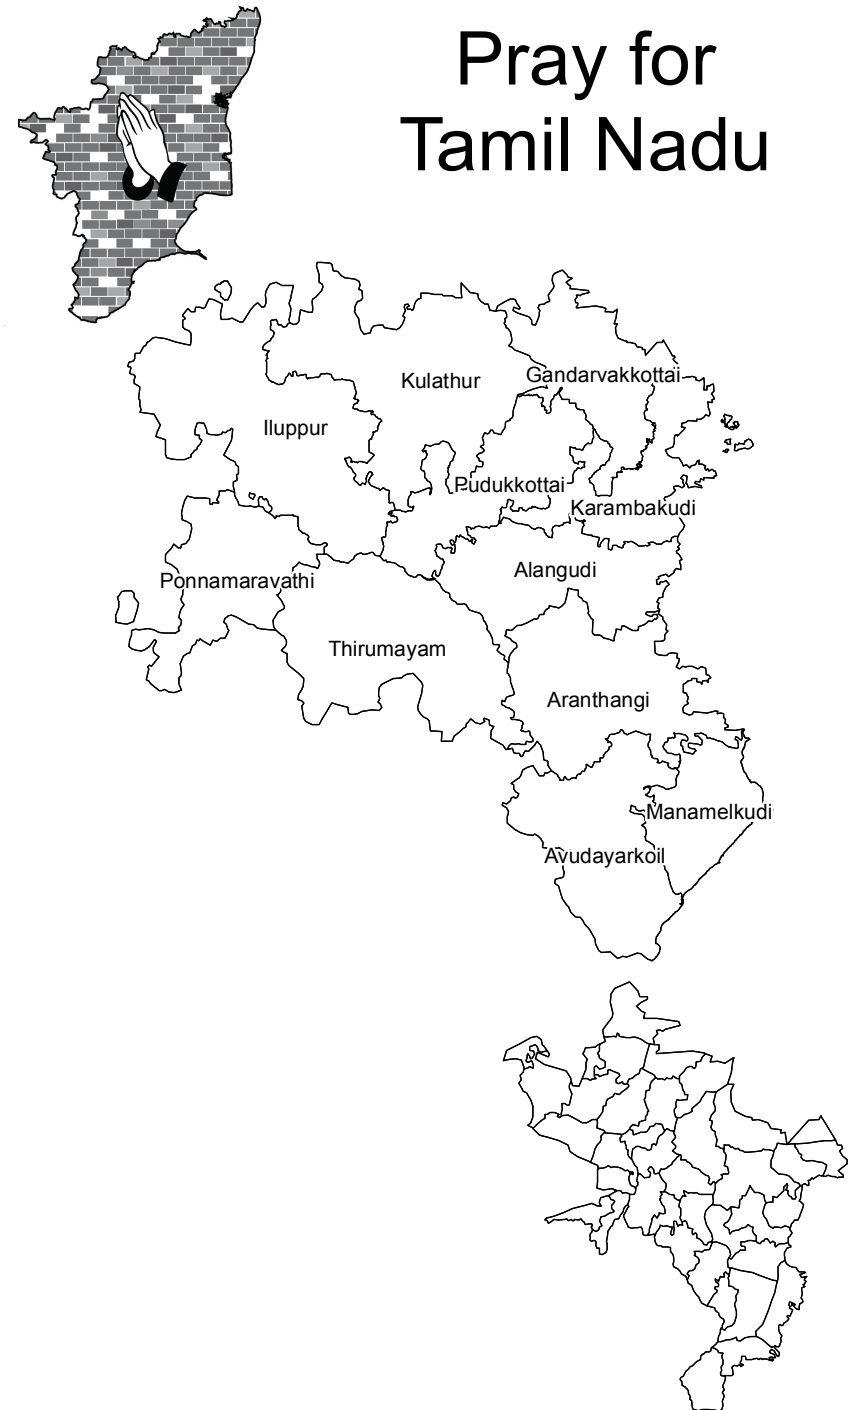 Pray for
Tamil Nadu
Kulathur
Gandarvakkottai
Iluppur
Pudukkottai
Karambakudi
Alangudi
Ponnamaravathi
Thirumayam
Aranthangi
Manamelkudi
Avudayarkoil